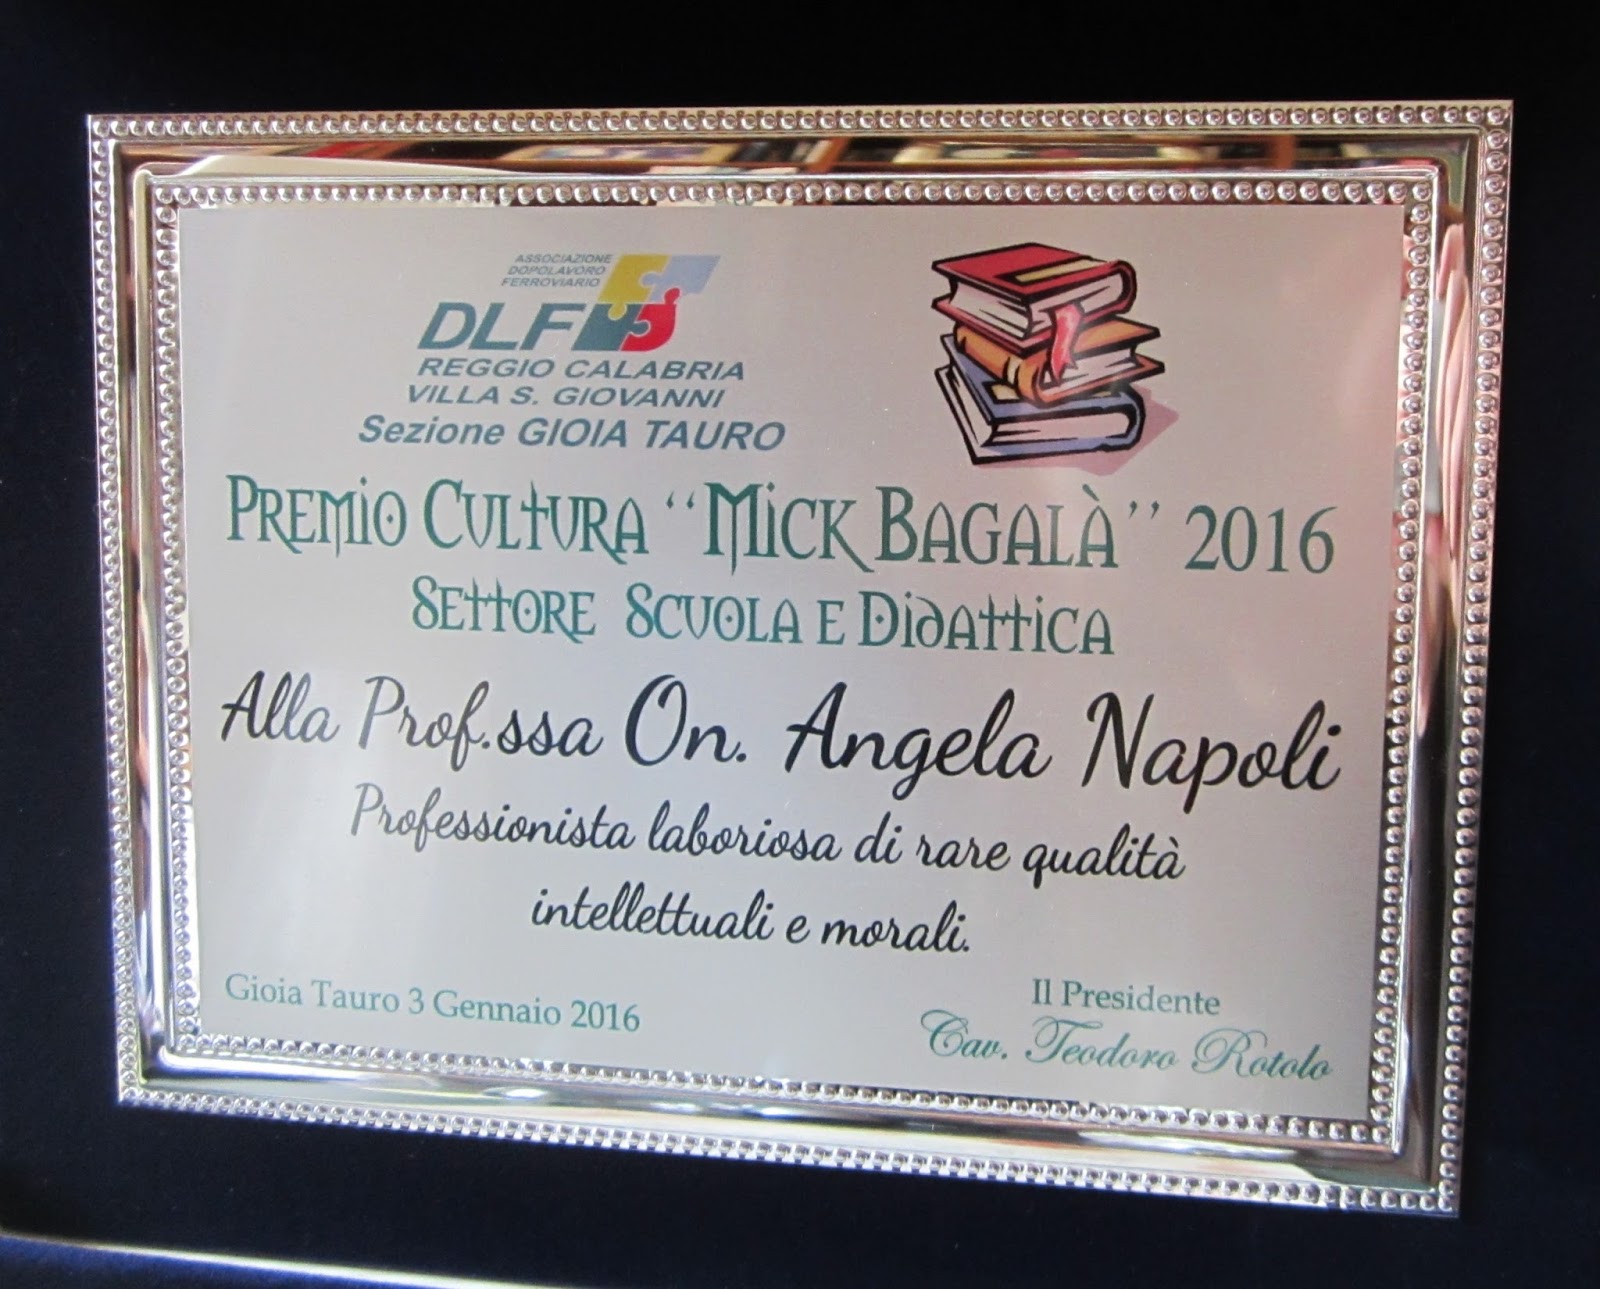 ASSOCIAZIONE
DOPOLAVORO
FERROVIARIO
DLF
REGGIO CALABRIA
VILLA S. GIOVANNI
Sezione GIOIA TAURO
Premio Cultura “Mick Bagalà” 2016
Settore Scuola e Didattica
Alla Prof.ssa On. Angela Napoli
Professionista laboriosa di rare qualità
intellettuali e morali.
Gioia Tauro 3 Gennaio 2016
Il Presidente
Cav. Teodoro Rotolo